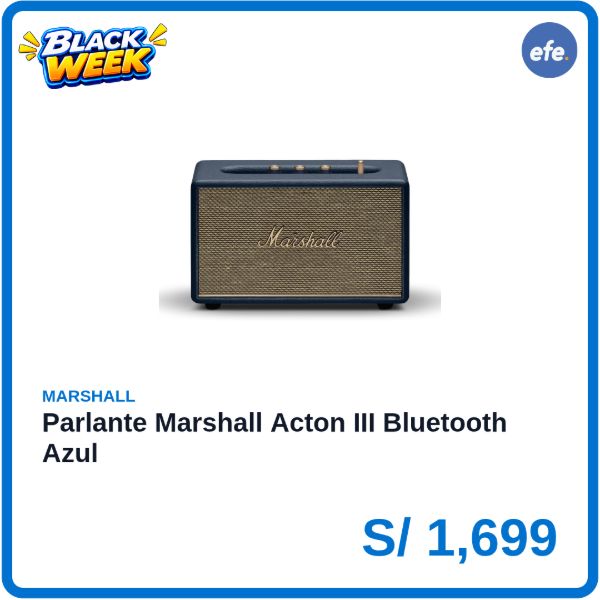 BLACK
WEEK
efe.
Marshall
MARSHALL
Parlante Marshall Acton III Bluetooth
Azul
S/ 1,699